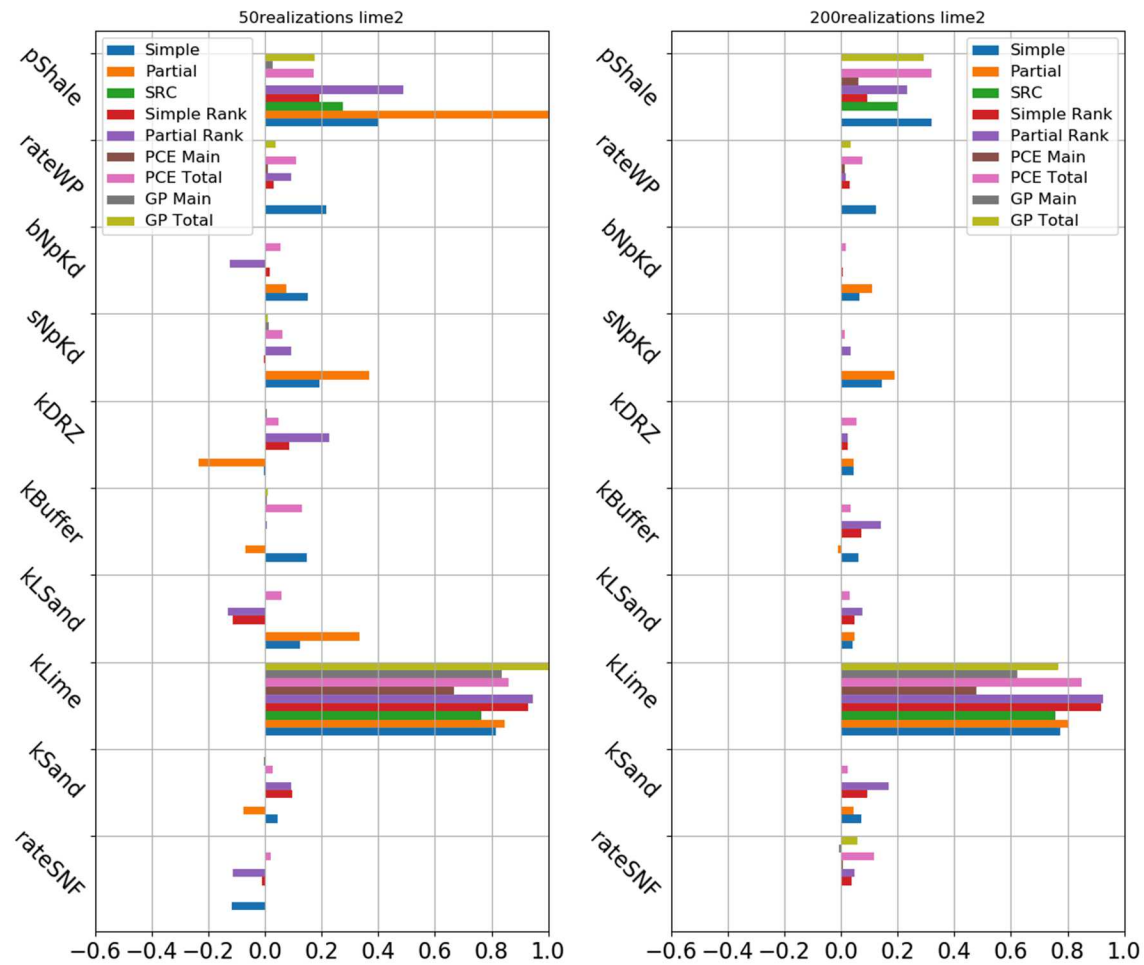 50realizations lime2
Simple
Partial
SRC
Simple Rank
Partial Rank
PCE Main
PCE Total
GP Main
GP Total
pShale
rateWP
bNpKd
sNpKd
kDRZ
kBuffer
kLSand
kLime
kSand
rateSNF
−0.6 −0.4 −0.2 0.0 0.2 0.4 0.6 0.8 1.0
200realizations lime2
Simple
Partial
SRC
Simple Rank
Partial Rank
PCE Main
PCE Total
GP Main
GP Total
pShale
rateWP
bNpKd
sNpKd
kDRZ
kBuffer
kLSand
kLime
kSand
rateSNF
−0.6 −0.4 −0.2 0.0 0.2 0.4 0.6 0.8 1.0